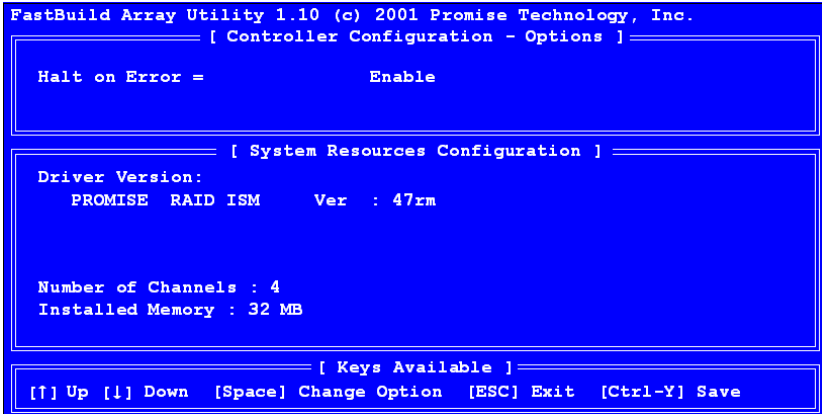 FastBuild Array Utility 1.10 (c) 2001 Promise Technology, Inc.
[ Controller Configuration - Options ]
Halt on Error = Enable
[ System Resources Configuration ]
Driver Version:
PROMISE RAID ISM Ver : 47rm
Number of Channels : 4
Installed Memory : 32 MB
[ Keys Available ]
[↑] Up [↓] Down [Space] Change Option [ESC] Exit [Ctrl-Y] Save